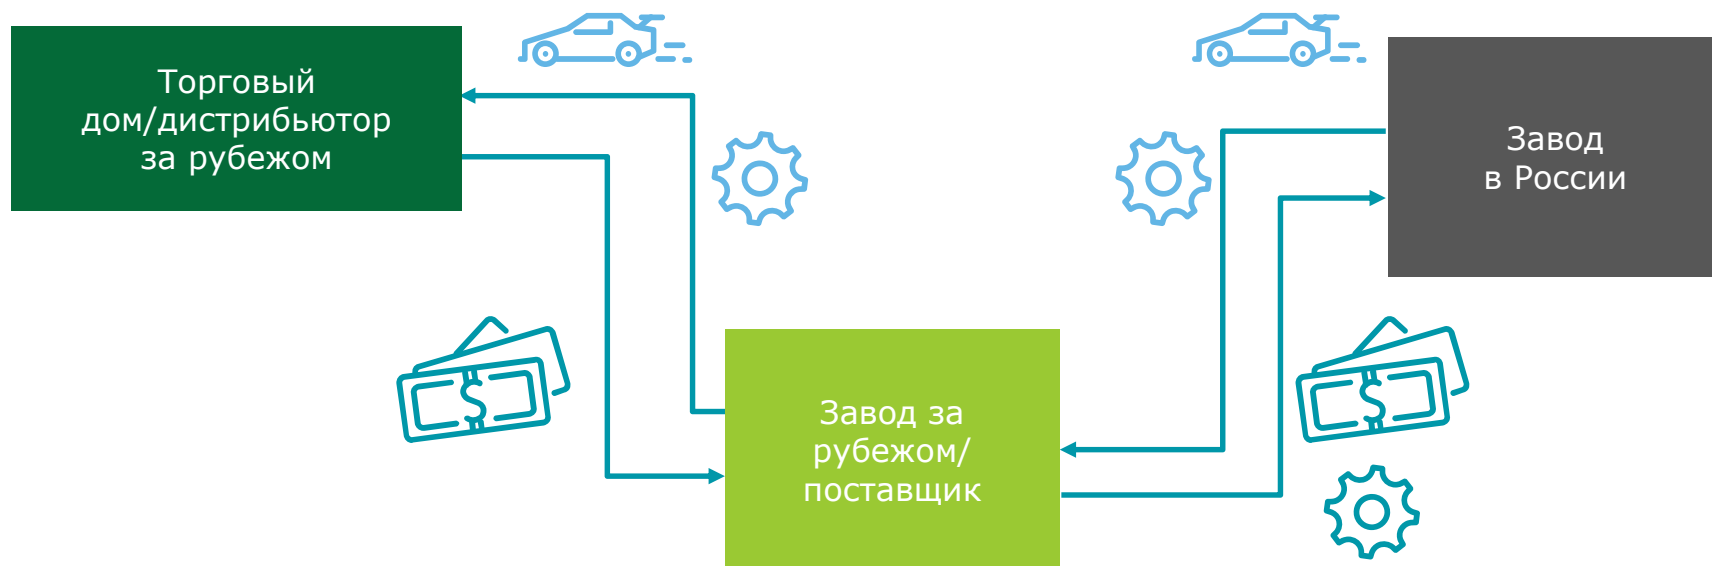 Торговый
дом/дистрибьютор
за рубежом
Завод
в России
Завод за
рубежом/
поставщик